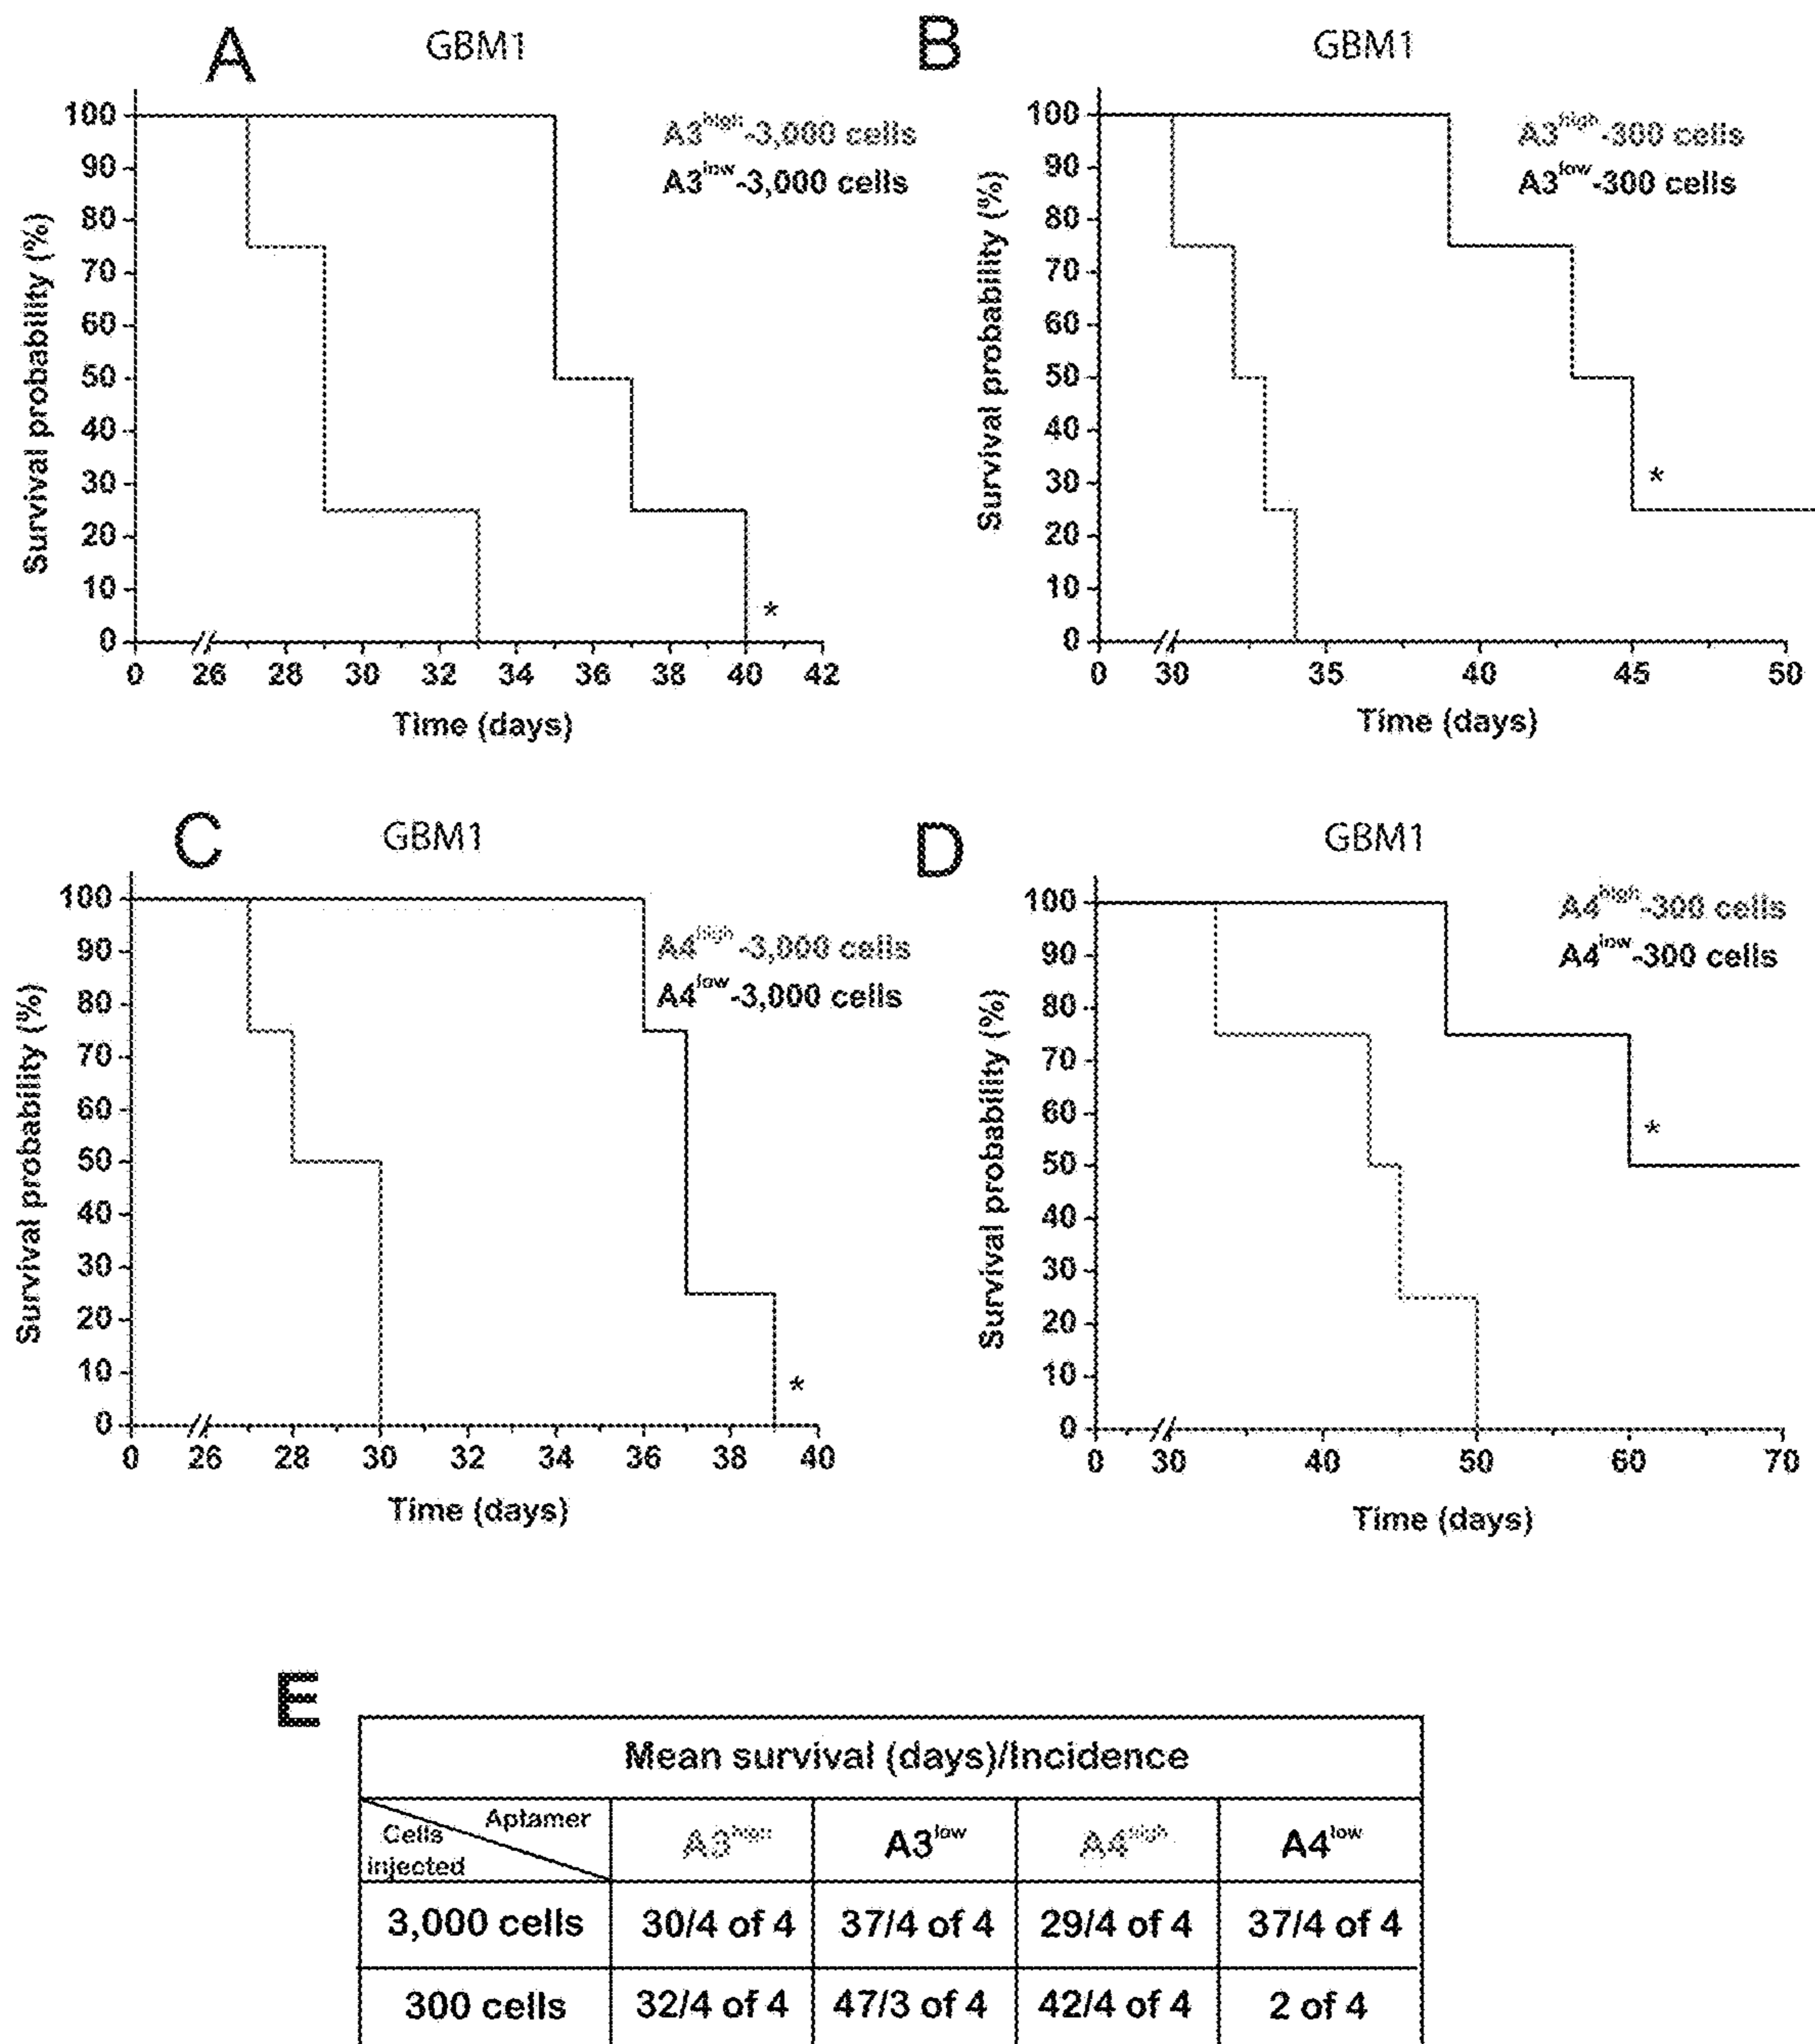 A
GBM1
A3high-3,000 cells
A3low-3,000 cells
Survival probability (%)
100
90
80
70
60
50
40
30
20
10
0
*
0 26 28 30 32 34 36 38 40 42
Time (days)
B
GBM1
A3high-300 cells
A3low-300 cells
Survival probability (%)
100
90
80
70
60
50
40
30
20
10
0
*
0 30 35 40 45 50
Time (days)
C
GBM1
A4high-3,000 cells
A4low-3,000 cells
Survival probability (%)
100
90
80
70
60
50
40
30
20
10
0
*
0 26 28 30 32 34 36 38 40
Time (days)
D
GBM1
A4high-300 cells
A4low-300 cells
Survival probability (%)
100
90
80
70
60
50
40
30
20
10
0
*
0 30 40 50 60 70
Time (days)
E
Mean survival (days)/Incidence
Aptamer
Cells
injected
A3high A3low A4high A4low
3,000 cells 30/4 of 4 37/4 of 4 29/4 of 4 37/4 of 4
300 cells 32/4 of 4 47/3 of 4 42/4 of 4 2 of 4